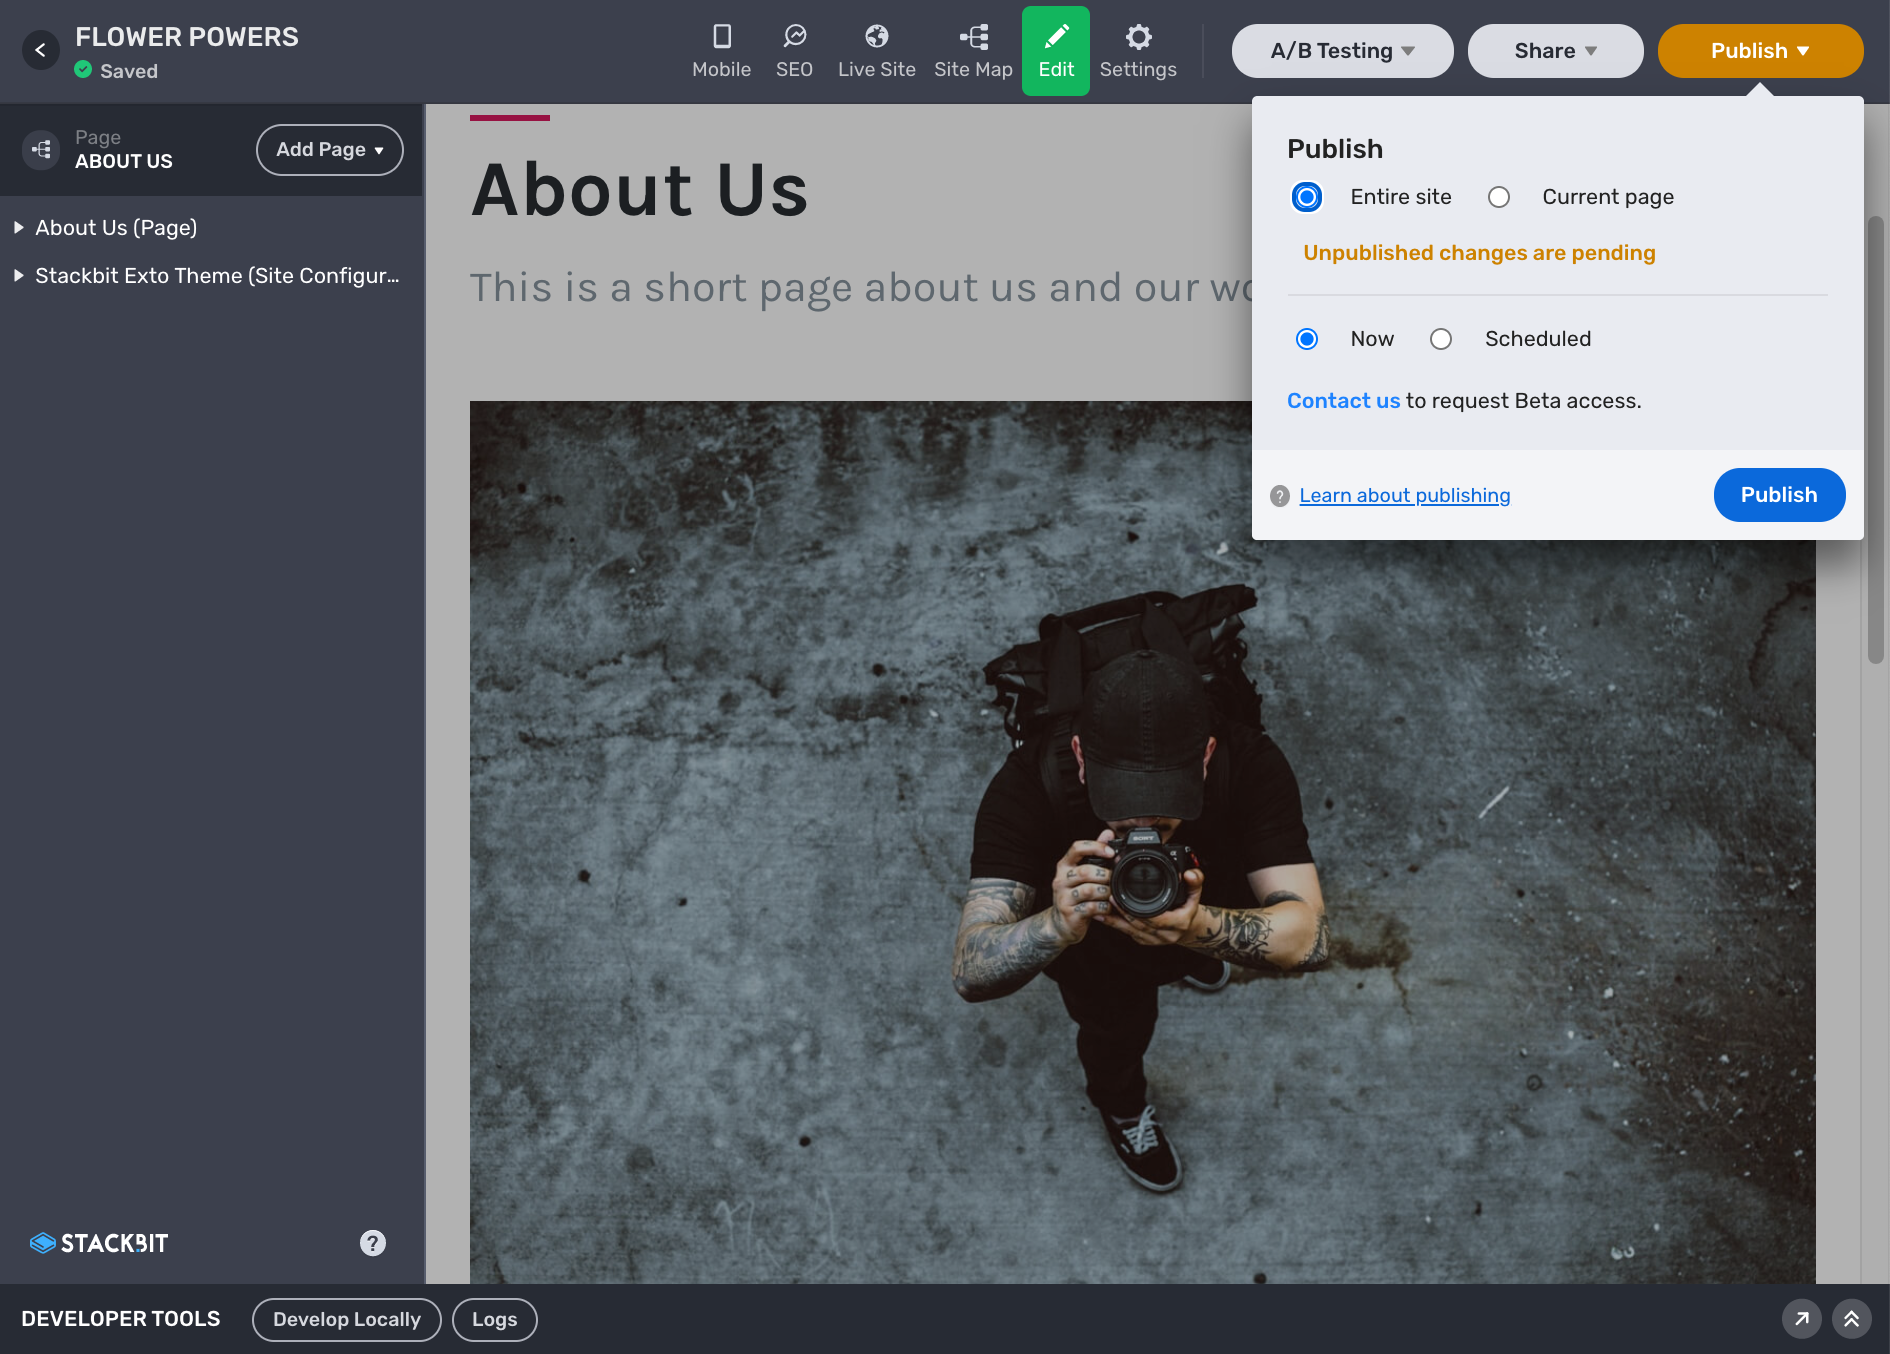 FLOWER POWERS
Saved
Mobile
SEO
Live Site
Site Map
Edit
Settings
A/B Testing
Share
Publish
Page
ABOUT US
Add Page
About Us (Page)
Stackbit Exto Theme (Site Configur...
About Us
This is a short page about us and our wo
Publish
Entire site
Current page
Unpublished changes are pending
Now
Scheduled
Contact us to request Beta access.
? Learn about publishing
Publish
SONY
STACKBIT
?
DEVELOPER TOOLS
Develop Locally
Logs